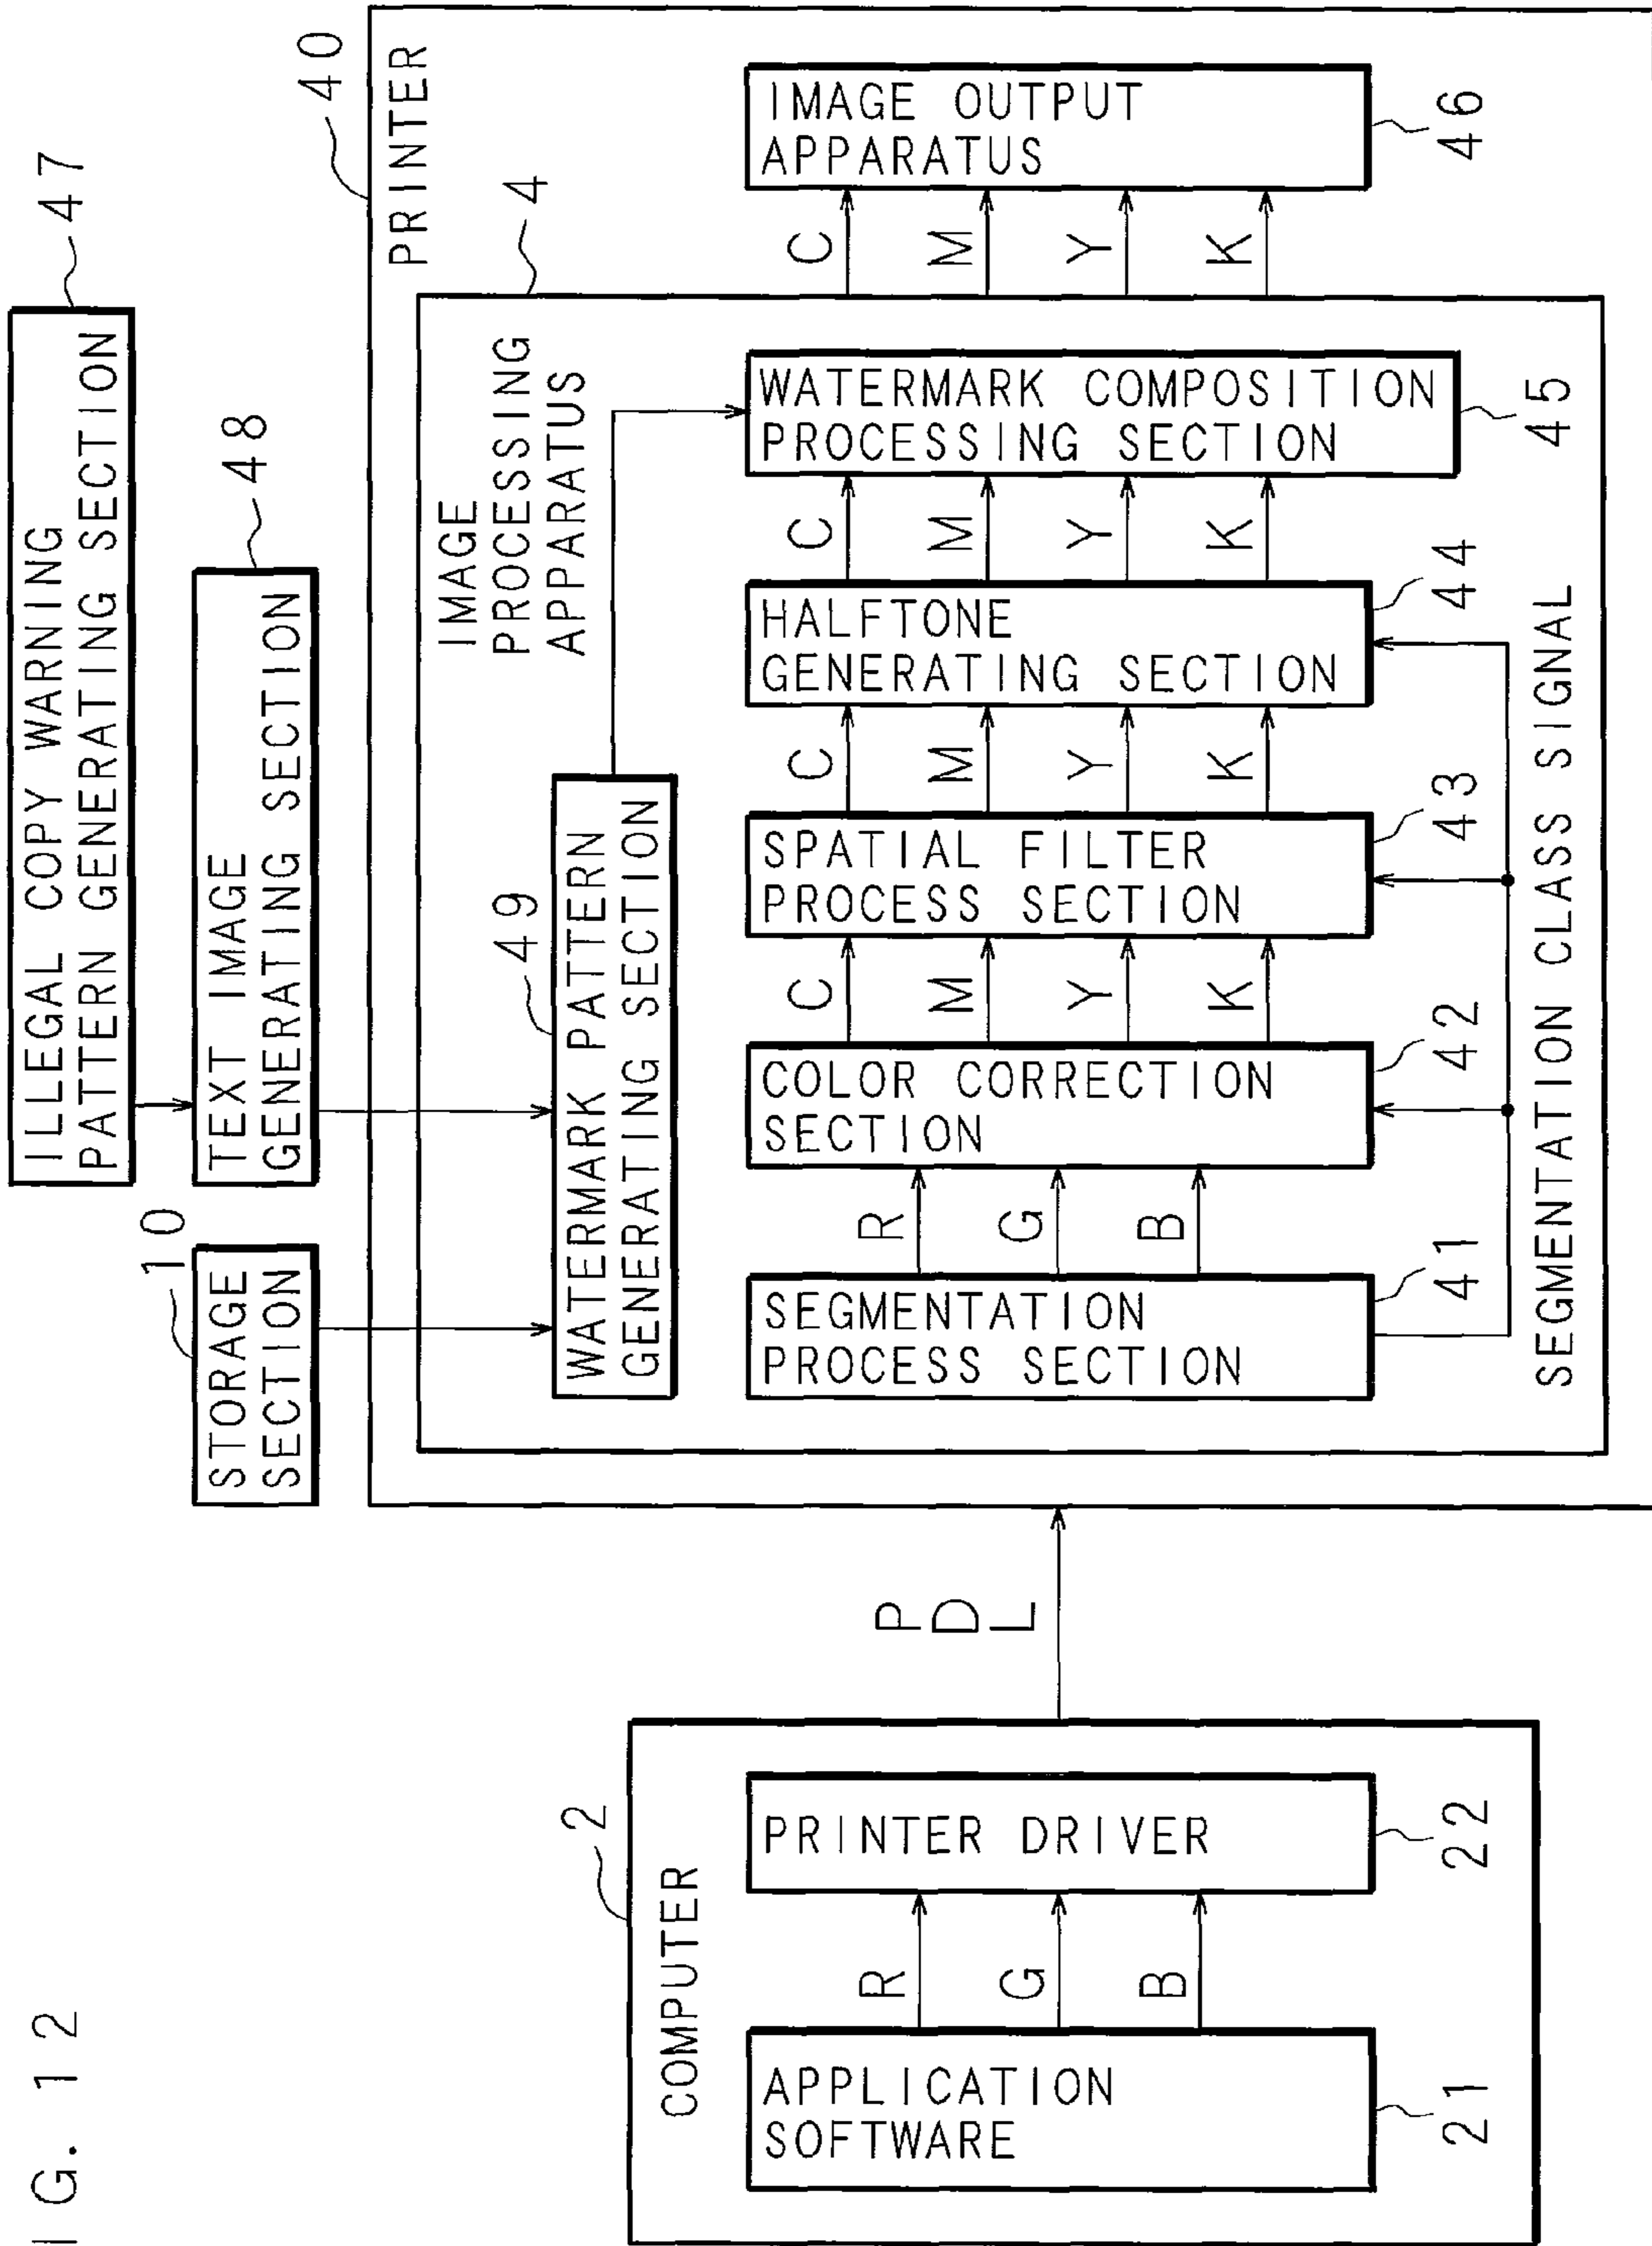 IG. 12
ILLEGAL COPY WARNING
PATTERN GENERATING SECTION
47
TEXT IMAGE
GENERATING SECTION
48
STORAGE
SECTION
10
40
PRINTER
4
IMAGE
PROCESSING
APPARATUS
49
WATERMARK PATTERN
GENERATING SECTION
COMPUTER
2
APPLICATION
SOFTWARE
21
R
G
B
PRINTER DRIVER
22
PDL
SEGMENTATION
PROCESS SECTION
41
R
G
B
COLOR CORRECTION
SECTION
42
C
M
Y
K
SPATIAL FILTER
PROCESS SECTION
43
C
M
Y
K
HALFTONE
GENERATING SECTION
44
C
M
Y
K
WATERMARK COMPOSITION
PROCESSING SECTION
45
C
M
Y
K
IMAGE OUTPUT
APPARATUS
46
SEGMENTATION CLASS SIGNAL